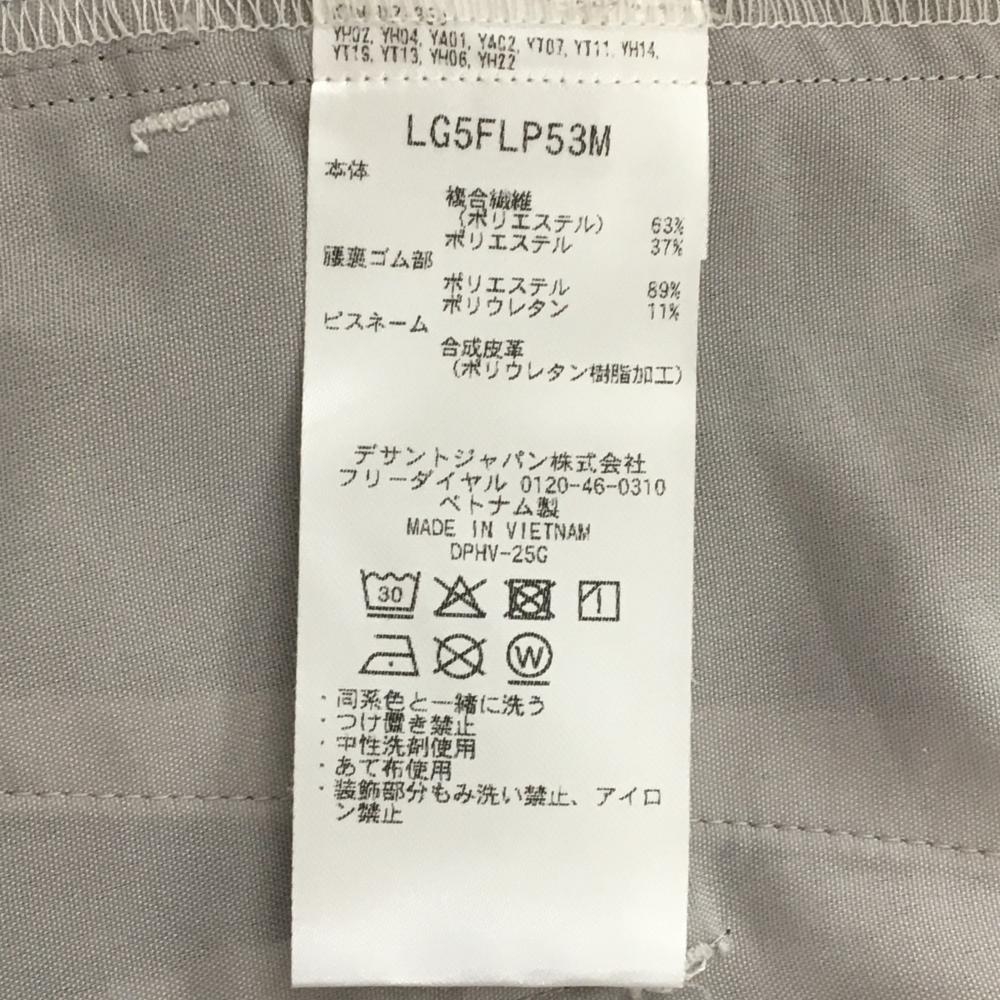 YH02, YH04, YA01, YA02, YT07, YT11, YH14,
YT13, YH06, YH22
LG5FLP53M
本体
複合繊維
(ポリエステル) 63%
ポリエステル 37%
腰裏ゴム部
ポリエステル 89%
ポリウレタン 11%
ピスネーム
合成皮革
(ポリウレタン樹脂加工)
デサントジャパン株式会社
フリーダイヤル 0120-46-0310
ベトナム製
MADE IN VIETNAM
DPHV-25G
30
W
・同系色と一緒に洗う
・つけ置き禁止
・中性洗剤使用
・あて布使用
・装飾部分もみ洗い禁止、アイロ
ン禁止